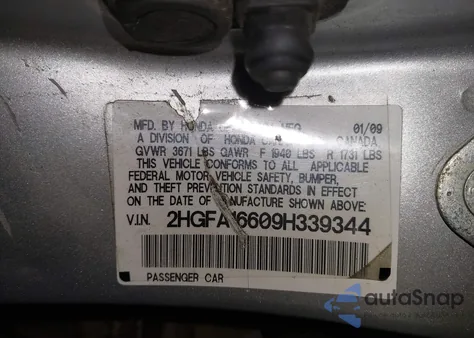 MFD. BY HONDA MFG. 01/09
A DIVISION OF HONDA CANADA
GVWR 3671 LBS GAWR F 1940 LBS R 1731 LBS
THIS VEHICLE CONFORMS TO ALL APPLICABLE
FEDERAL MOTOR VEHICLE SAFETY, BUMPER,
AND THEFT PREVENTION STANDARDS IN EFFECT
ON THE DATE OF MANUFACTURE SHOWN ABOVE:
V.I.N. 2HGFA16609H339344
PASSENGER CAR
autoSnap